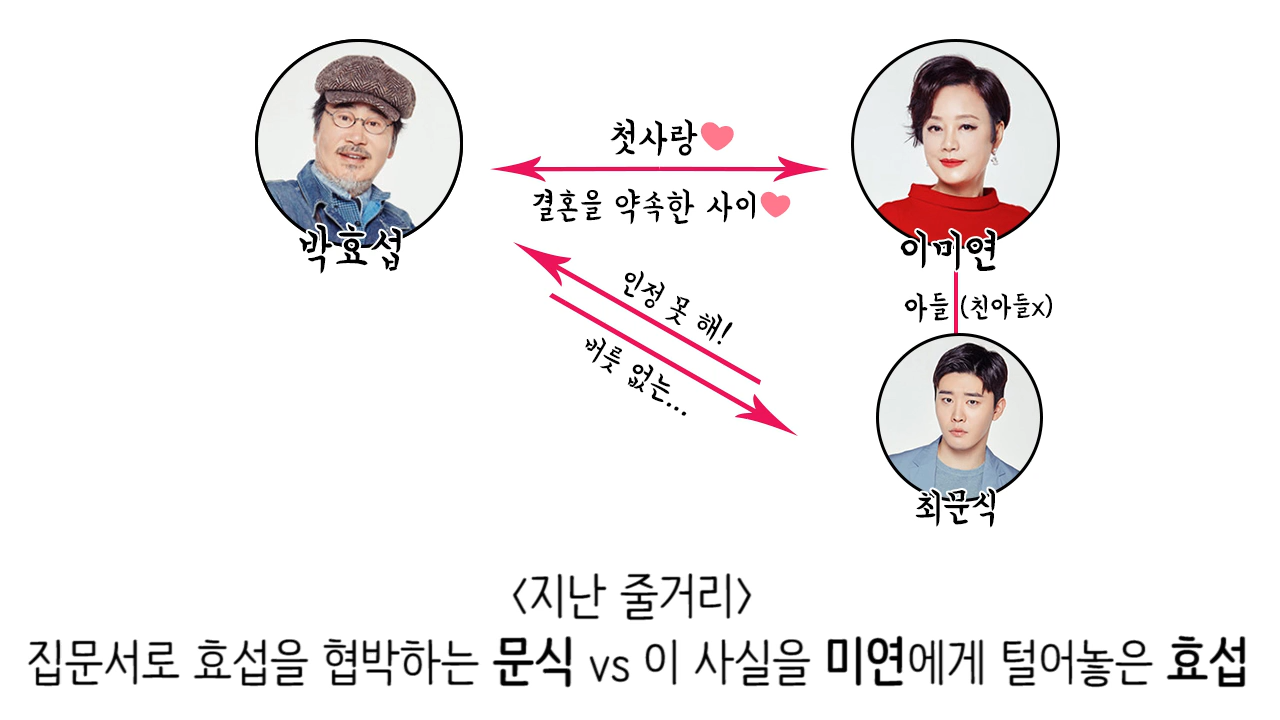 첫사랑
결혼을 약속한 사이
박효섭
이미연
인정 못 해!
버릇 없는...
아들 (친아들x)
최문식
<지난 줄거리>
집문서로 효섭을 협박하는 문식 vs 이 사실을 미연에게 털어놓은 효섭